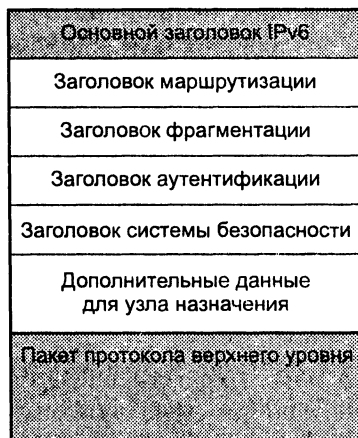 Основной заголовок IPv6
Заголовок маршрутизации
Заголовок фрагментации
Заголовок аутентификации
Заголовок системы безопасности
Дополнительные данные
для узла назначения
Пакет протокола верхнего уровня